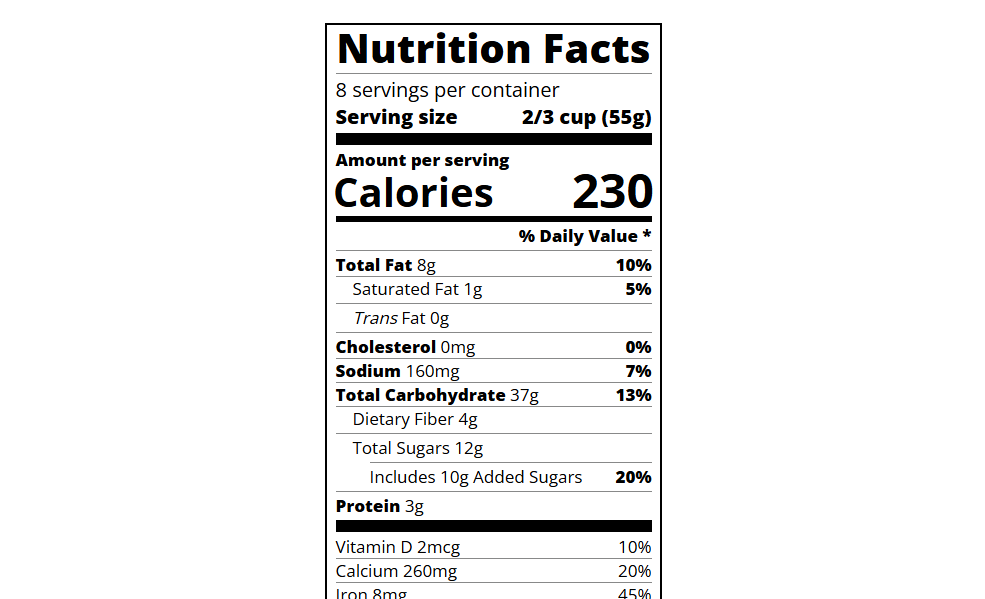 Nutrition Facts
8 servings per container
Serving size 2/3 cup (55g)
Amount per serving
Calories 230
% Daily Value *
Total Fat 8g 10%
Saturated Fat 1g 5%
Trans Fat 0g
Cholesterol 0mg 0%
Sodium 160mg 7%
Total Carbohydrate 37g 13%
Dietary Fiber 4g
Total Sugars 12g
Includes 10g Added Sugars 20%
Protein 3g
Vitamin D 2mcg 10%
Calcium 260mg 20%
Iron 8mg 45%